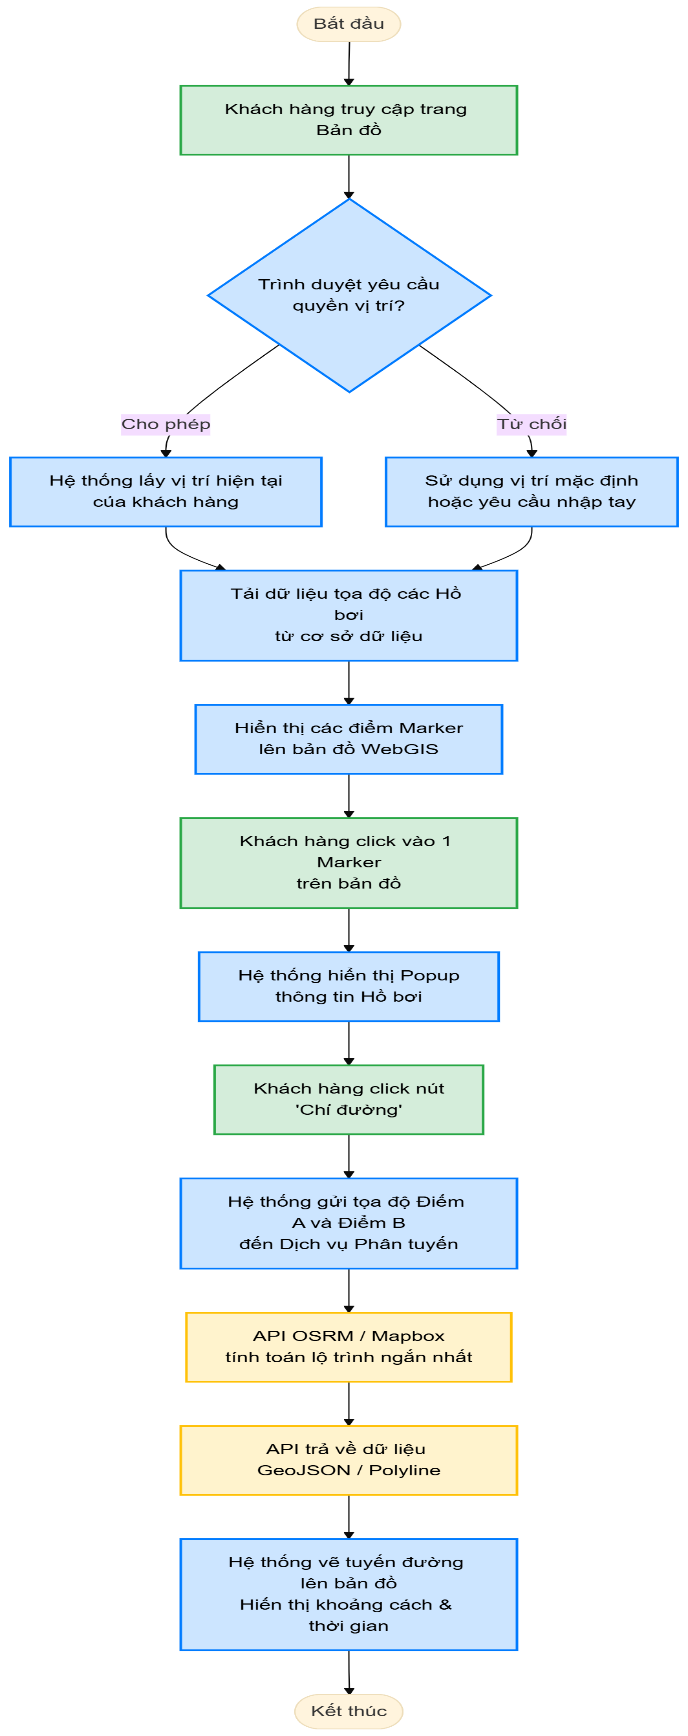 Bắt đầu
Khách hàng truy cập trang
Bản đồ
Trình duyệt yêu cầu
quyền vị trí?
Cho phép
Từ chối
Hệ thống lấy vị trí hiện tại
của khách hàng
Sử dụng vị trí mặc định
hoặc yêu cầu nhập tay
Tải dữ liệu tọa độ các Hồ
bơi
từ cơ sở dữ liệu
Hiển thị các điểm Marker
lên bản đồ WebGIS
Khách hàng click vào 1
Marker
trên bản đồ
Hệ thống hiển thị Popup
thông tin Hồ bơi
Khách hàng click nút
'Chỉ đường'
Hệ thống gửi tọa độ Điểm
A và Điểm B
đến Dịch vụ Phân tuyến
API OSRM / Mapbox
tính toán lộ trình ngắn nhất
API trả về dữ liệu
GeoJSON / Polyline
Hệ thống vẽ tuyến đường
lên bản đồ
Hiển thị khoảng cách &
thời gian
Kết thúc